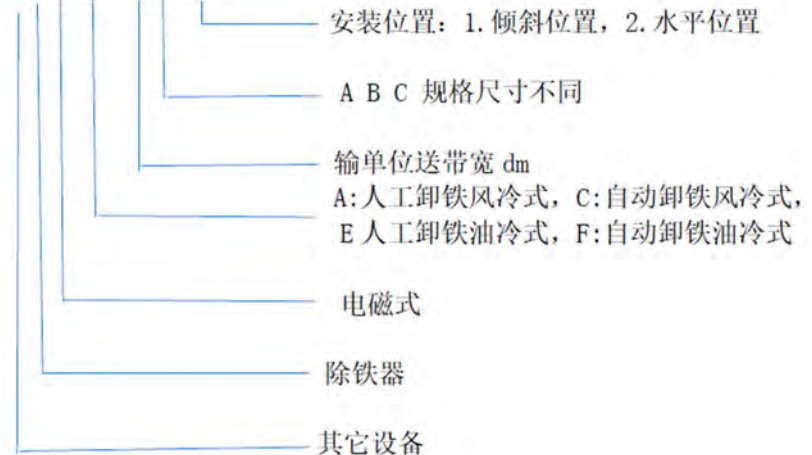 安装位置：1.倾斜位置，2.水平位置
A B C 规格尺寸不同
输单位送带宽 dm
A:人工卸铁风冷式，C:自动卸铁风冷式，
E 人工卸铁油冷式，F:自动卸铁油冷式
电磁式
除铁器
其它设备